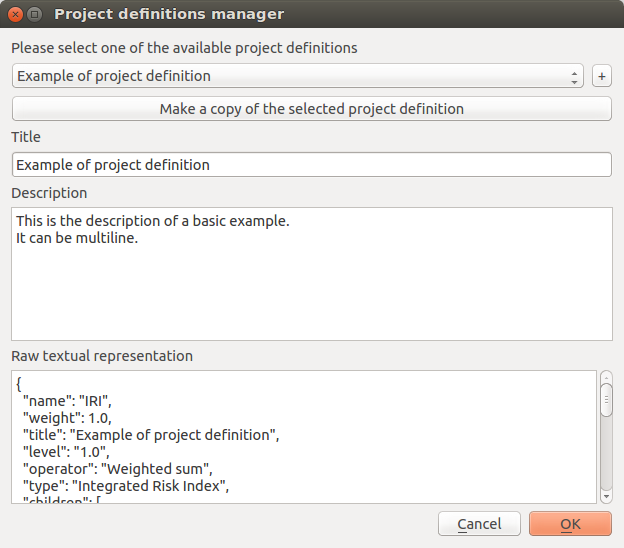 Project definitions manager
Please select one of the available project definitions
Example of project definition
+
Make a copy of the selected project definition
Title
Example of project definition
Description
This is the description of a basic example.
It can be multiline.
Raw textual representation
{
"name": "IRI",
"weight": 1.0,
"title": "Example of project definition",
"level": "1.0",
"operator": "Weighted sum",
"type": "Integrated Risk Index",
"children": [
Cancel
OK